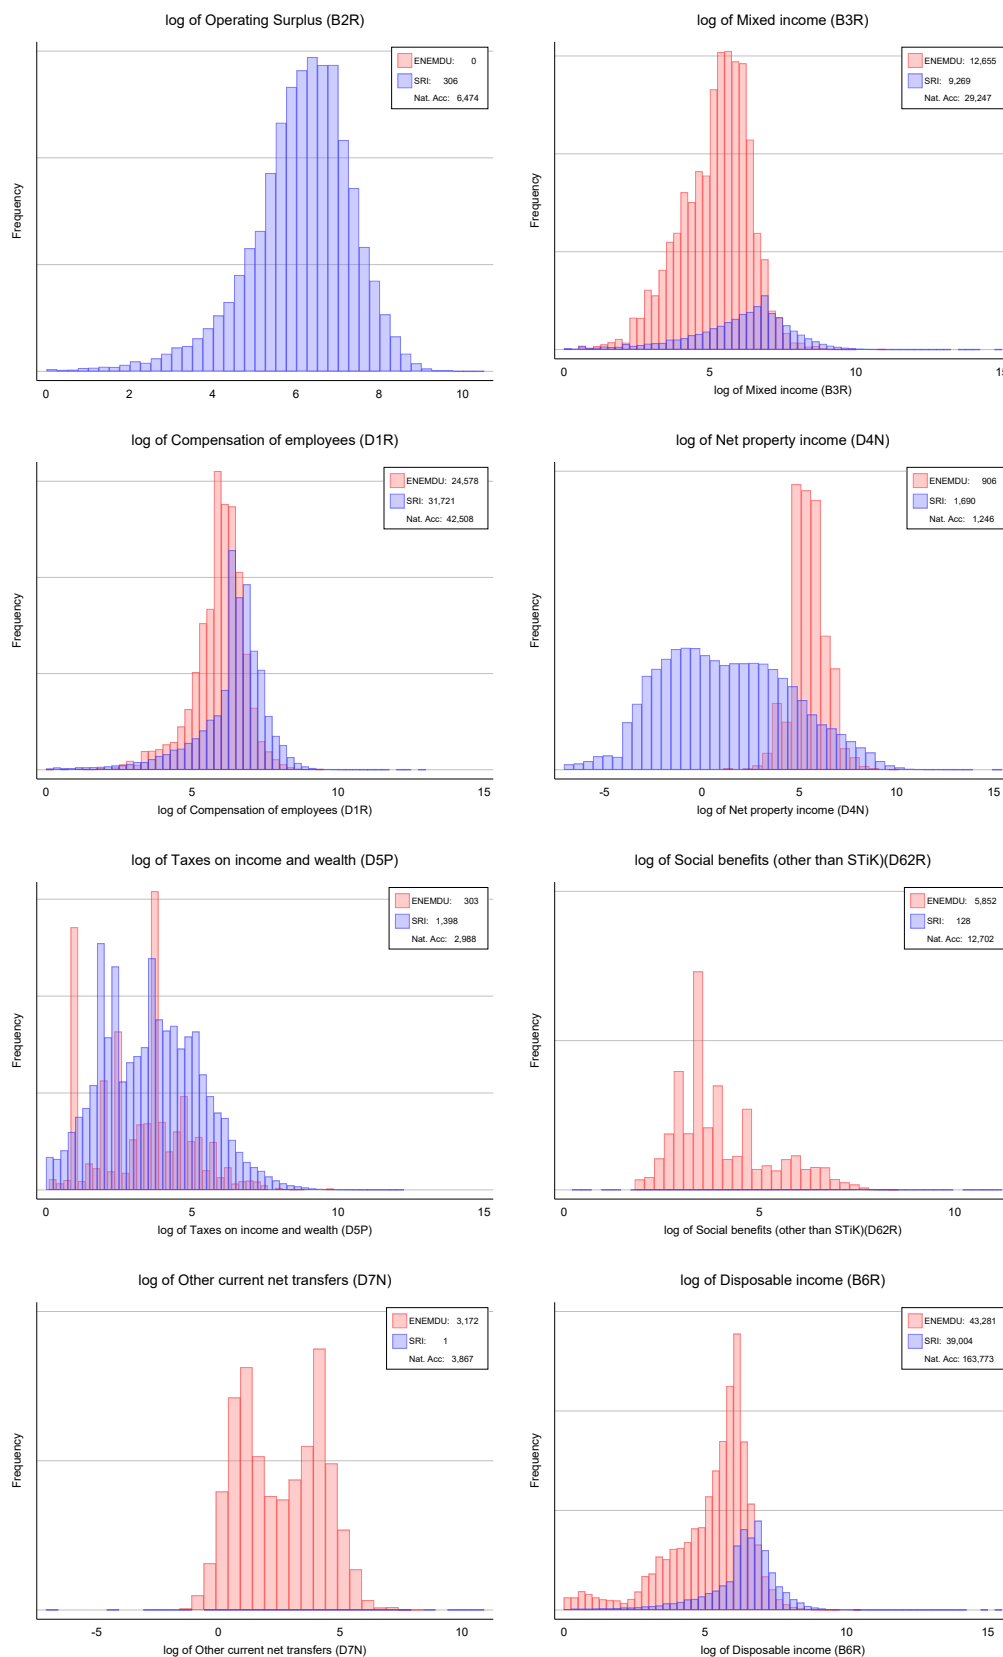 log of Operating Surplus (B2R)
ENEMDU: 0
SRI: 306
Nat. Acc: 6,474
Frequency
0 2 4 6 8 10
log of Mixed income (B3R)
ENEMDU: 12,655
SRI: 9,269
Nat. Acc: 29,247
Frequency
0 5 10 15
log of Mixed income (B3R)
log of Compensation of employees (D1R)
ENEMDU: 24,578
SRI: 31,721
Nat. Acc: 42,508
Frequency
0 5 10 15
log of Compensation of employees (D1R)
log of Net property income (D4N)
ENEMDU: 906
SRI: 1,690
Nat. Acc: 1,246
Frequency
-5 0 5 10 15
log of Net property income (D4N)
log of Taxes on income and wealth (D5P)
ENEMDU: 303
SRI: 1,398
Nat. Acc: 2,988
Frequency
0 5 10 15
log of Taxes on income and wealth (D5P)
log of Social benefits (other than STiK)(D62R)
ENEMDU: 5,852
SRI: 128
Nat. Acc: 12,702
Frequency
0 5 10
log of Social benefits (other than STiK)(D62R)
log of Other current net transfers (D7N)
ENEMDU: 3,172
SRI: 1
Nat. Acc: 3,867
Frequency
-5 0 5 10
log of Other current net transfers (D7N)
log of Disposable income (B6R)
ENEMDU: 43,281
SRI: 39,004
Nat. Acc: 163,773
Frequency
0 5 10 15
log of Disposable income (B6R)